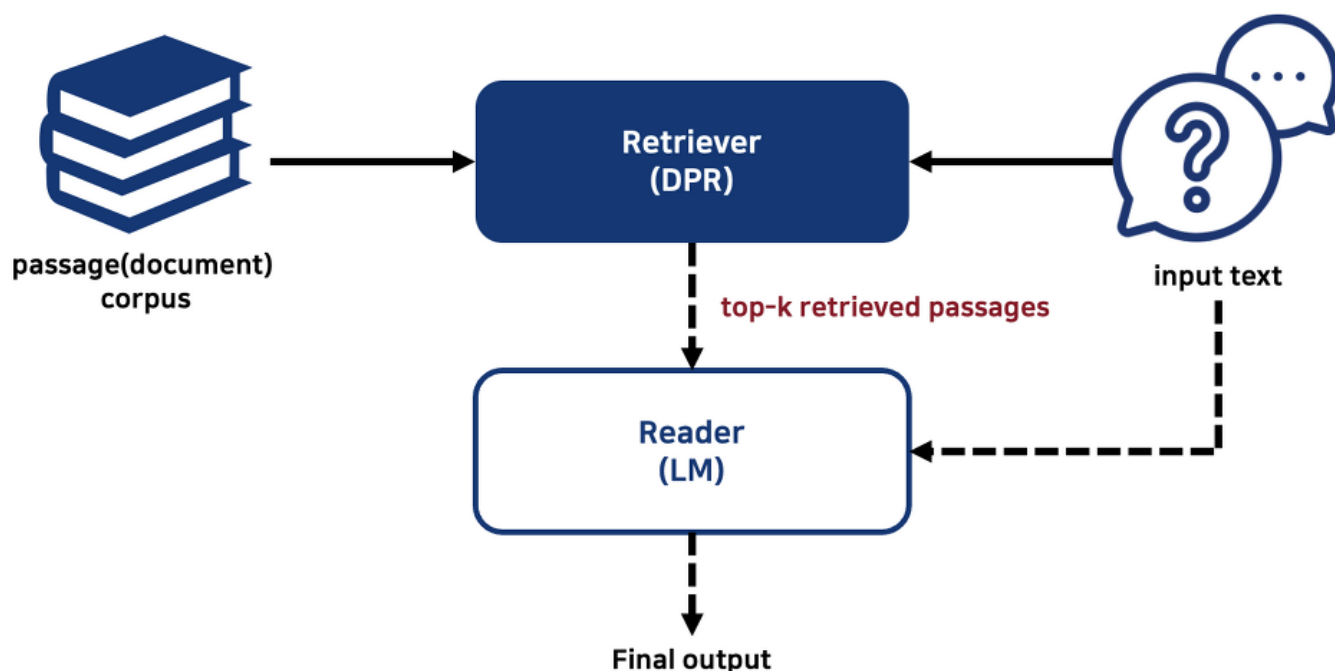 Retriever
(DPR)
passage(document)
corpus
input text
top-k retrieved passages
Reader
(LM)
Final output